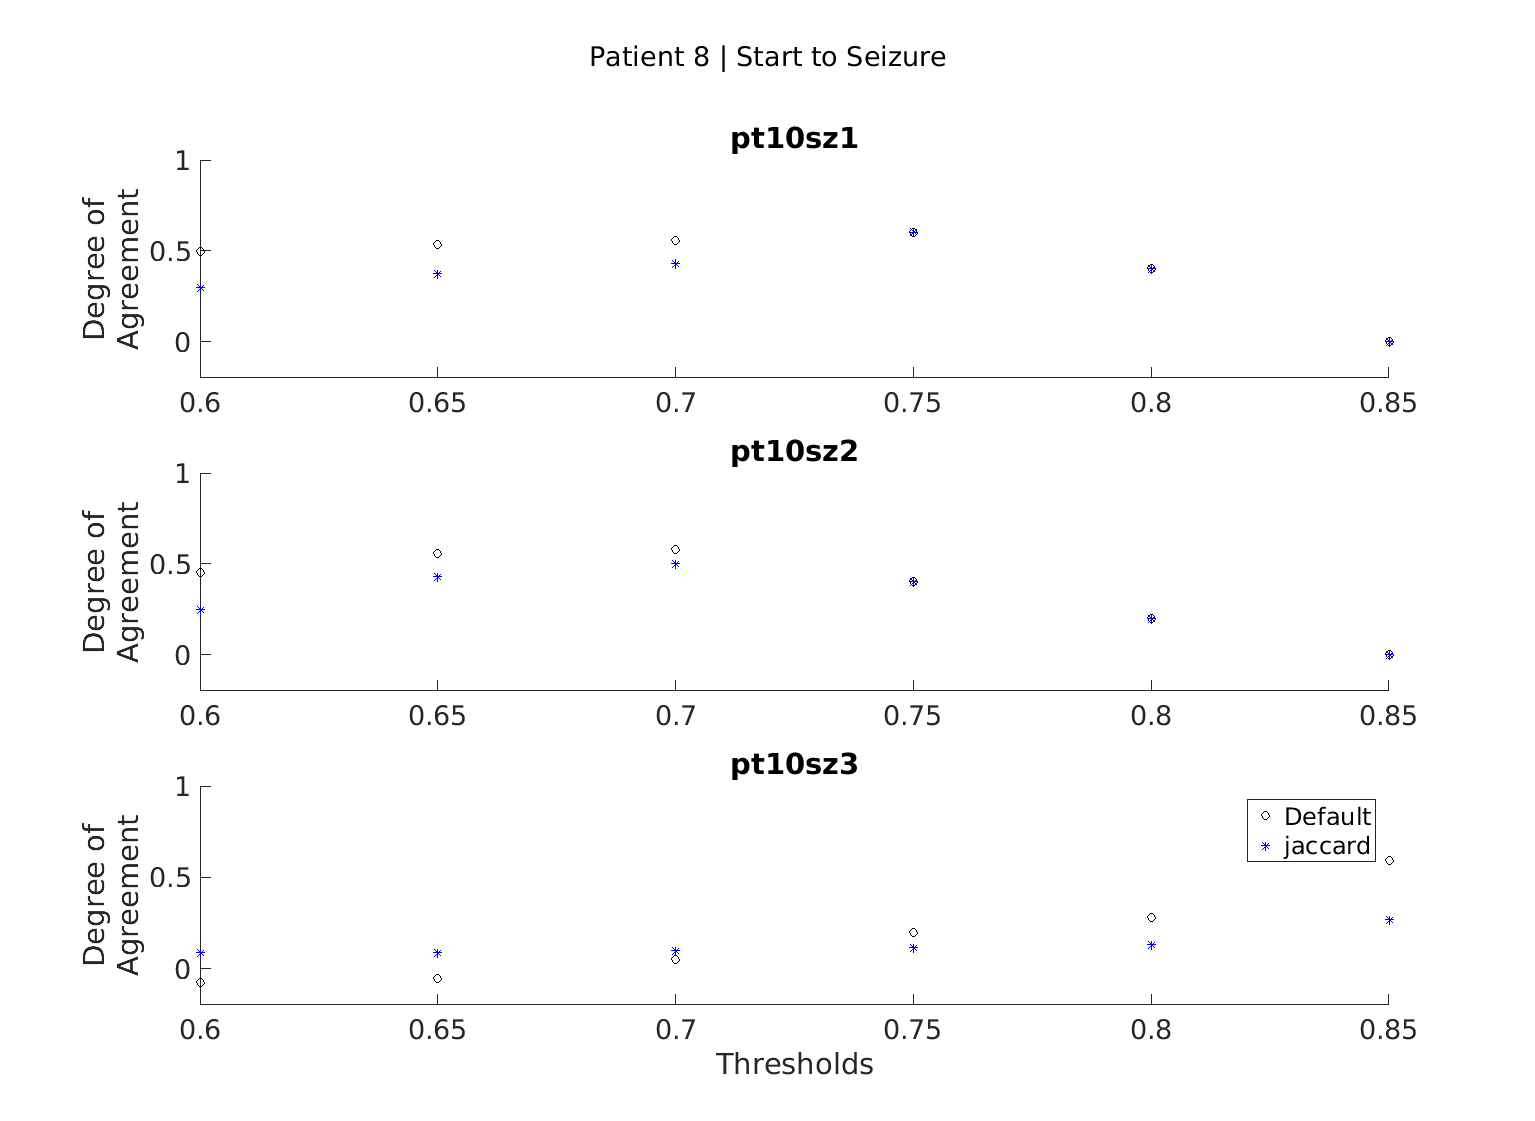 Patient 8 | Start to Seizure
pt10sz1
Degree of
Agreement
1
0.5
0
0.6 0.65 0.7 0.75 0.8 0.85
pt10sz2
Degree of
Agreement
1
0.5
0
0.6 0.65 0.7 0.75 0.8 0.85
pt10sz3
Degree of
Agreement
1
0.5
0
Default
jaccard
0.6 0.65 0.7 0.75 0.8 0.85
Thresholds